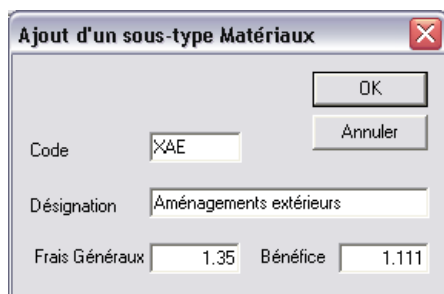 Ajout d'un sous-type Matériaux
OK
Annuler
Code XAE
Désignation Aménagements extérieurs
Frais Généraux 1.35 Bénéfice 1.111